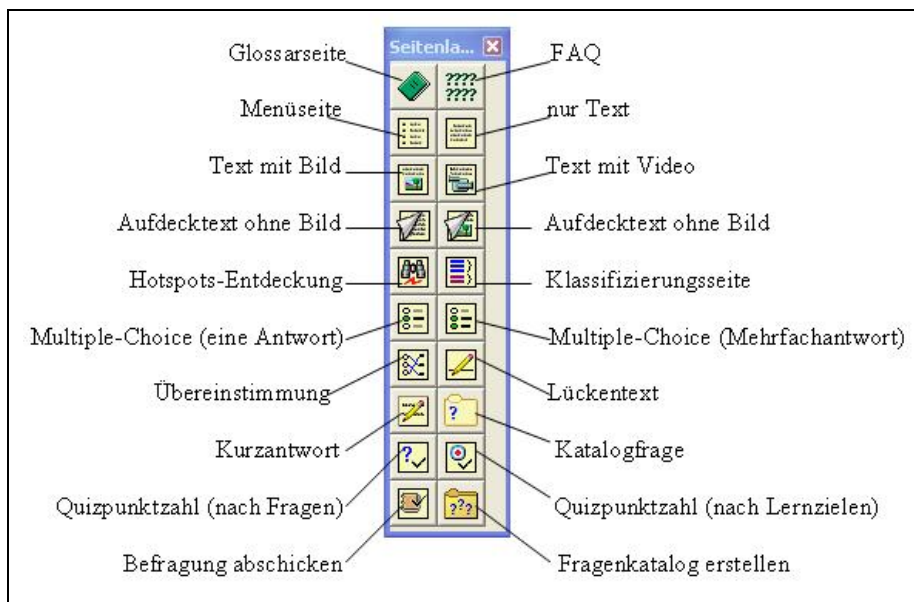 Seitenla...
Glossarseite FAQ
????
????
Menüseite nur Text
Text mit Bild Text mit Video
Aufdecktext ohne Bild Aufdecktext ohne Bild
Hotspots-Entdeckung Klassifizierungsseite
Multiple-Choice (eine Antwort) Multiple-Choice (Mehrfachantwort)
Übereinstimmung Lückentext
Kurzantwort ? Katalogfrage
?
Quizpunktzahl (nach Fragen) Quizpunktzahl (nach Lernzielen)
???
Befragung abschicken Fragenkatalog erstellen